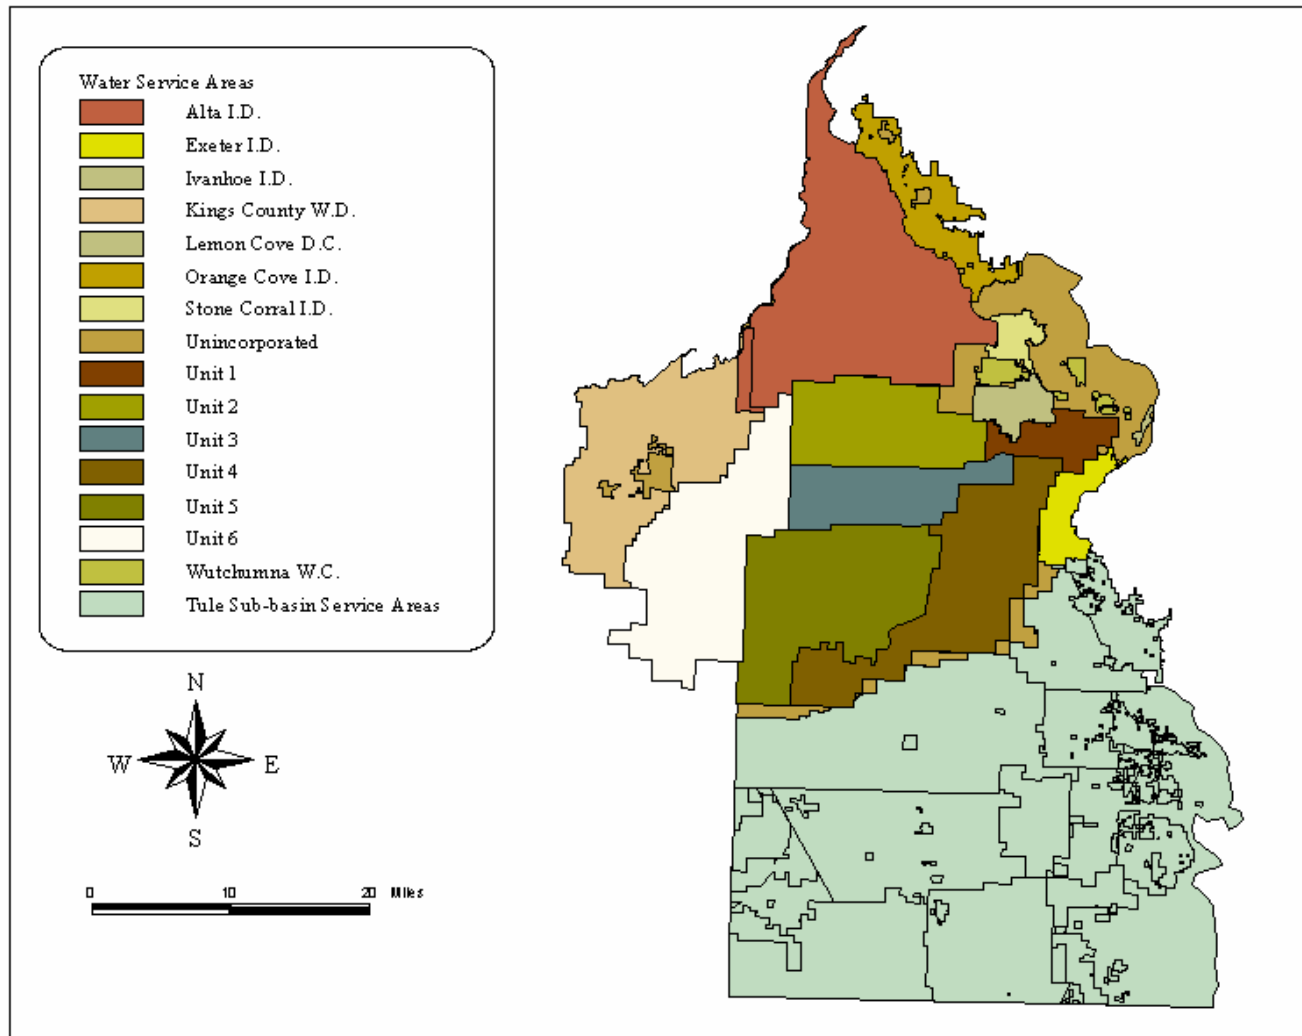 Water Service Areas
Alta I.D.
Exeter I.D.
Ivanhoe I.D.
Kings County W.D.
Lemon Cove D.C.
Orange Cove I.D.
Stone Corral I.D.
Unincorporated
Unit 1
Unit 2
Unit 3
Unit 4
Unit 5
Unit 6
Wutchumna W.C.
Tule Sub-basin Service Areas
N
W E
S
0 10 20 Miles